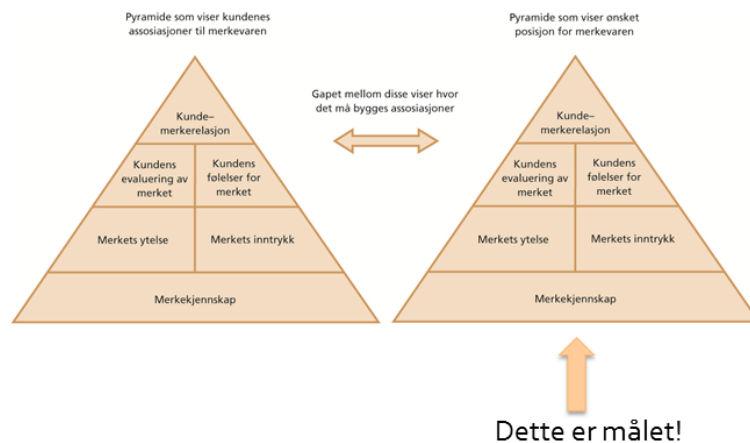 Pyramide som viser kundenes
assosiasjoner til merkevaren
Pyramide som viser ønsket
posisjon for merkevaren
Gapet mellom disse viser hvor
det må bygges assosiasjoner
Kunde–
merkerelasjon
Kundens
evaluering av
merket
Kundens
følelser for
merket
Merkets ytelse
Merkets inntrykk
Merkekjennskap
Kunde–
merkerelasjon
Kundens
evaluering av
merket
Kundens
følelser for
merket
Merkets ytelse
Merkets inntrykk
Merkekjennskap
Dette er målet!